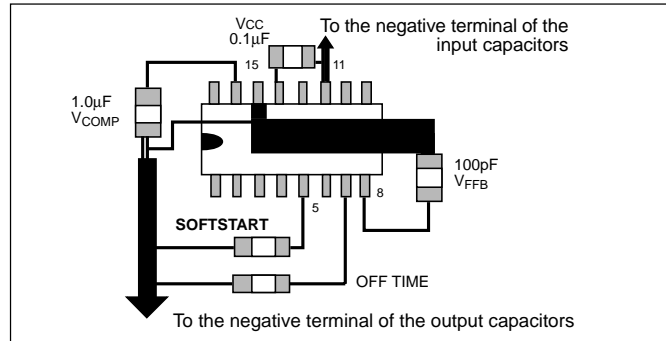 VCC
0.1μF
To the negative terminal of the
input capacitors
15
11
1.0μF
VCOMP
100pF
VFFB
8
5
SOFTSTART
OFF TIME
To the negative terminal of the output capacitors